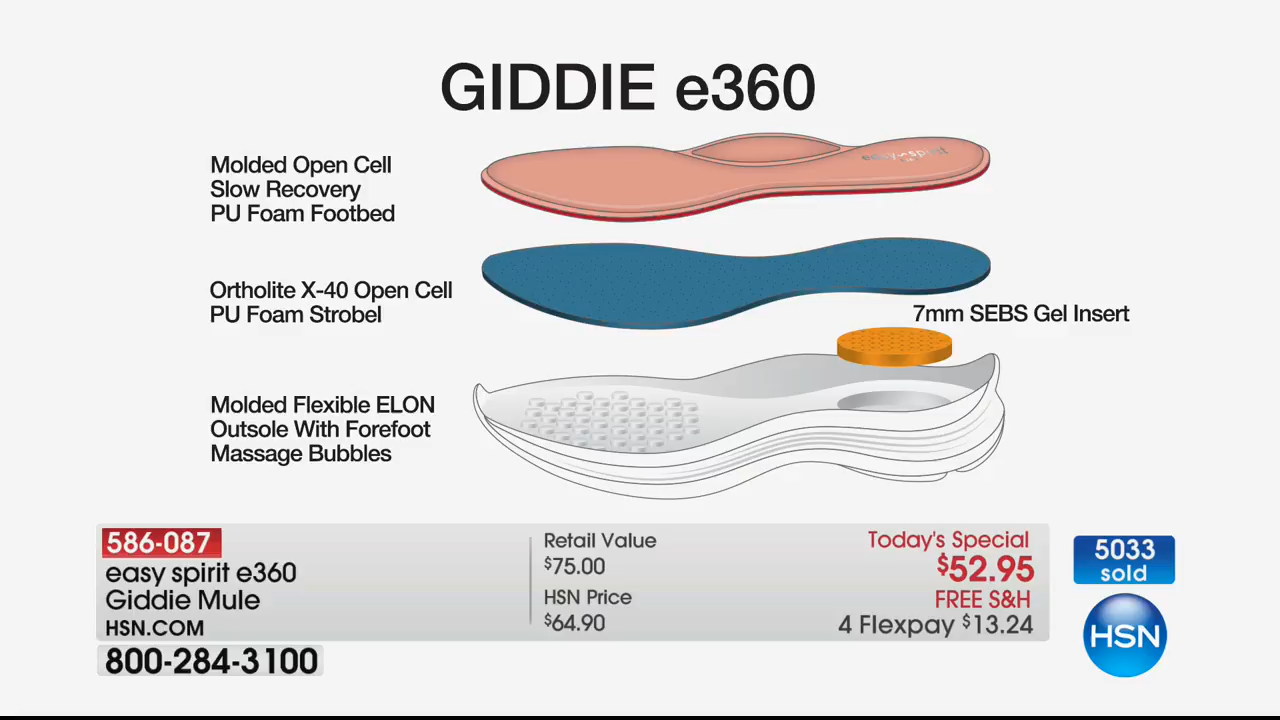 GIDDIE e360
Molded Open Cell
Slow Recovery
PU Foam Footbed
easy spirit
Ortholite X-40 Open Cell
PU Foam Strobel
7mm SEBS Gel Insert
Molded Flexible ELON
Outsole With Forefoot
Massage Bubbles
586-087
easy spirit e360
Giddie Mule
HSN.COM
800-284-3100
Retail Value
$75.00
HSN Price
$64.90
Today's Special
$52.95
FREE S&H
4 Flexpay $13.24
5033
sold
HSN